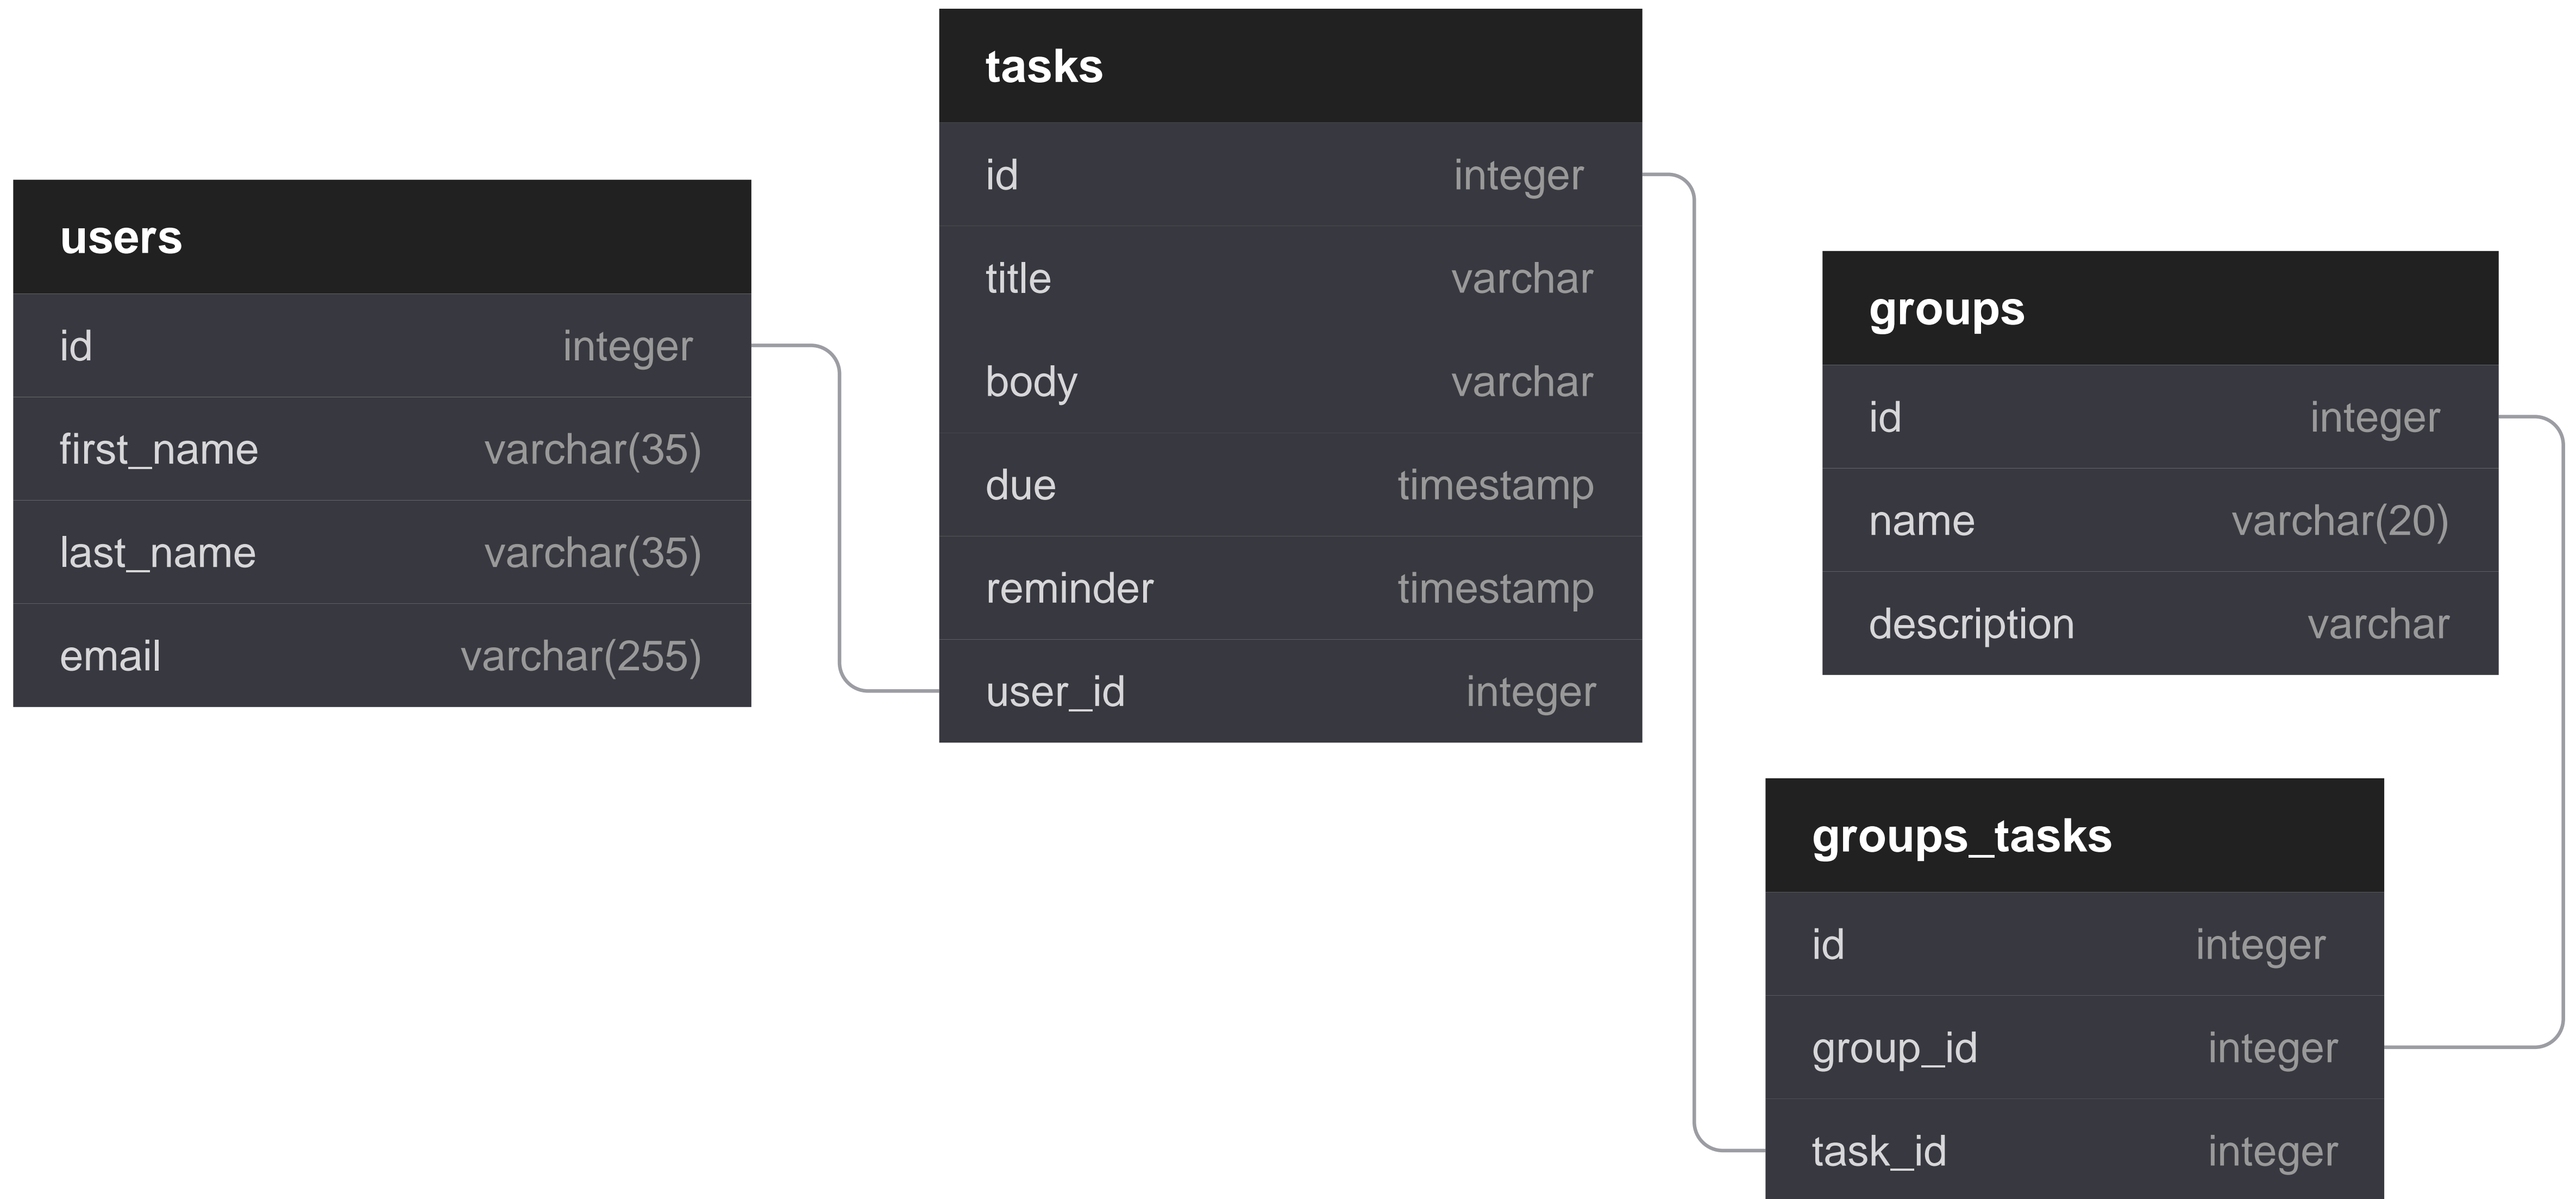 users
id integer
first_name varchar(35)
last_name varchar(35)
email varchar(255)
tasks
id integer
title varchar
body varchar
due timestamp
reminder timestamp
user_id integer
groups
id integer
name varchar(20)
description varchar
groups_tasks
id integer
group_id integer
task_id integer